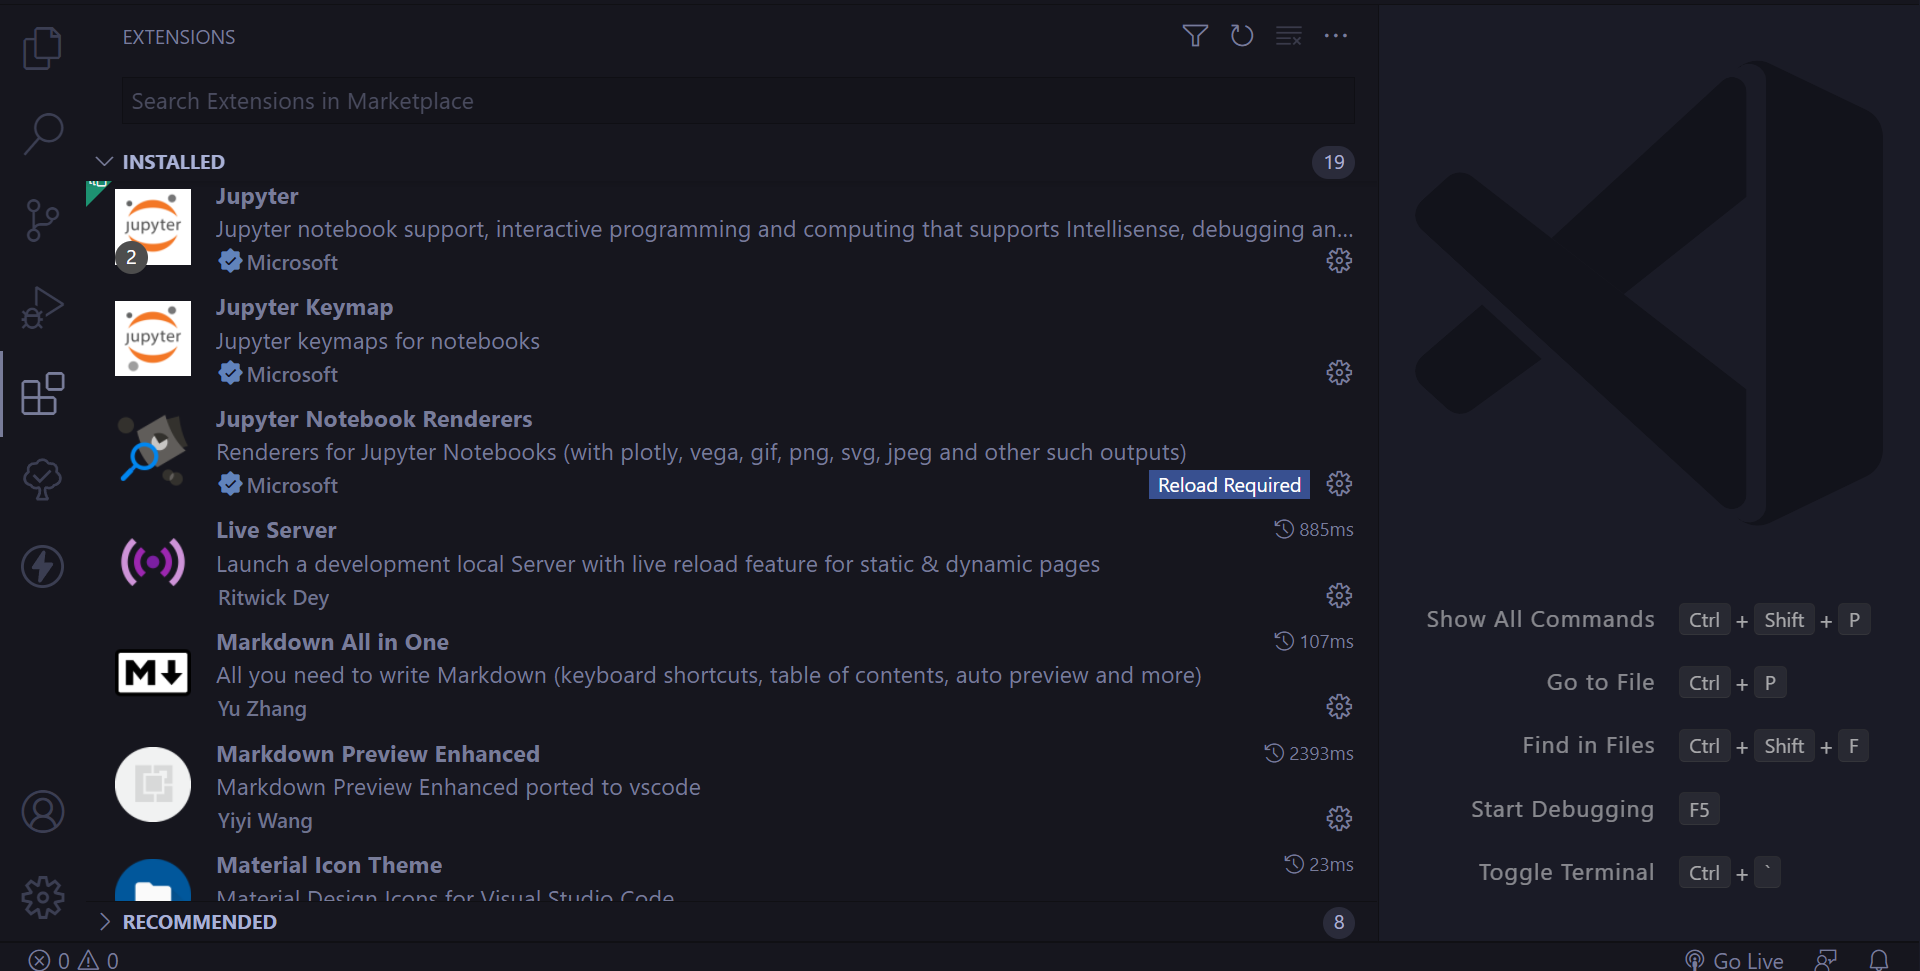 EXTENSIONS
Search Extensions in Marketplace
INSTALLED 19
Jupyter
Jupyter notebook support, interactive programming and computing that supports Intellisense, debugging an...
Microsoft
jupyter
2
Jupyter Keymap
Jupyter keymaps for notebooks
Microsoft
jupyter
Jupyter Notebook Renderers
Renderers for Jupyter Notebooks (with plotly, vega, gif, png, svg, jpeg and other such outputs)
Microsoft Reload Required
Live Server 885ms
Launch a development local Server with live reload feature for static & dynamic pages
Ritwick Dey
Markdown All in One 107ms
All you need to write Markdown (keyboard shortcuts, table of contents, auto preview and more)
Yu Zhang
M
Markdown Preview Enhanced 2393ms
Markdown Preview Enhanced ported to vscode
Yiyi Wang
Material Icon Theme 23ms
Material Design Icons for Visual Studio Code
RECOMMENDED 8
0 0
Show All Commands Ctrl + Shift + P
Go to File Ctrl + P
Find in Files Ctrl + Shift + F
Start Debugging F5
Toggle Terminal Ctrl + `
Go Live